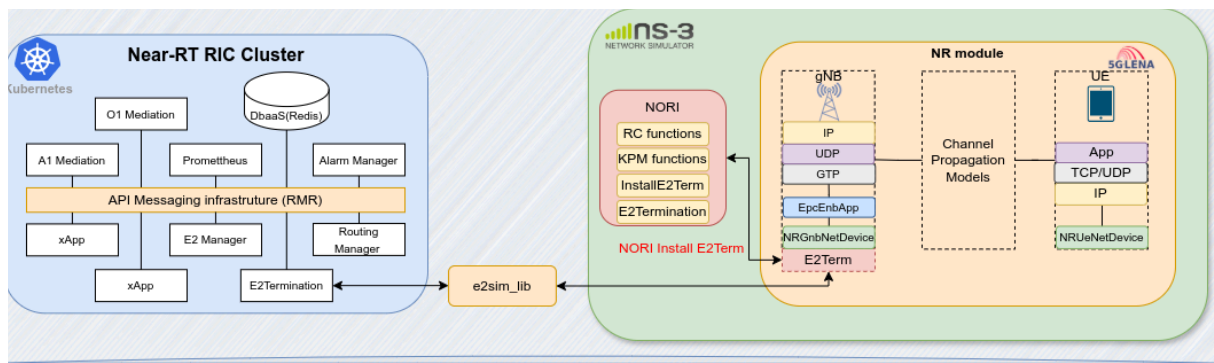 Near-RT RIC Cluster
Kubernetes
O1 Mediation
DbaaS(Redis)
A1 Mediation
Prometheus
Alarm Manager
API Messaging infrastruture (RMR)
xApp
E2 Manager
Routing
Manager
xApp
E2Termination
e2sim_lib
ns-3
NETWORK SIMULATOR
NORI
RC functions
KPM functions
InstallE2Term
E2Termination
NORI Install E2Term
NR module
5GLENA
gNB
IP
UDP
GTP
EpcEnbApp
NRGnbNetDevice
E2Term
Channel
Propagation
Models
UE
App
TCP/UDP
IP
NRUeNetDevice